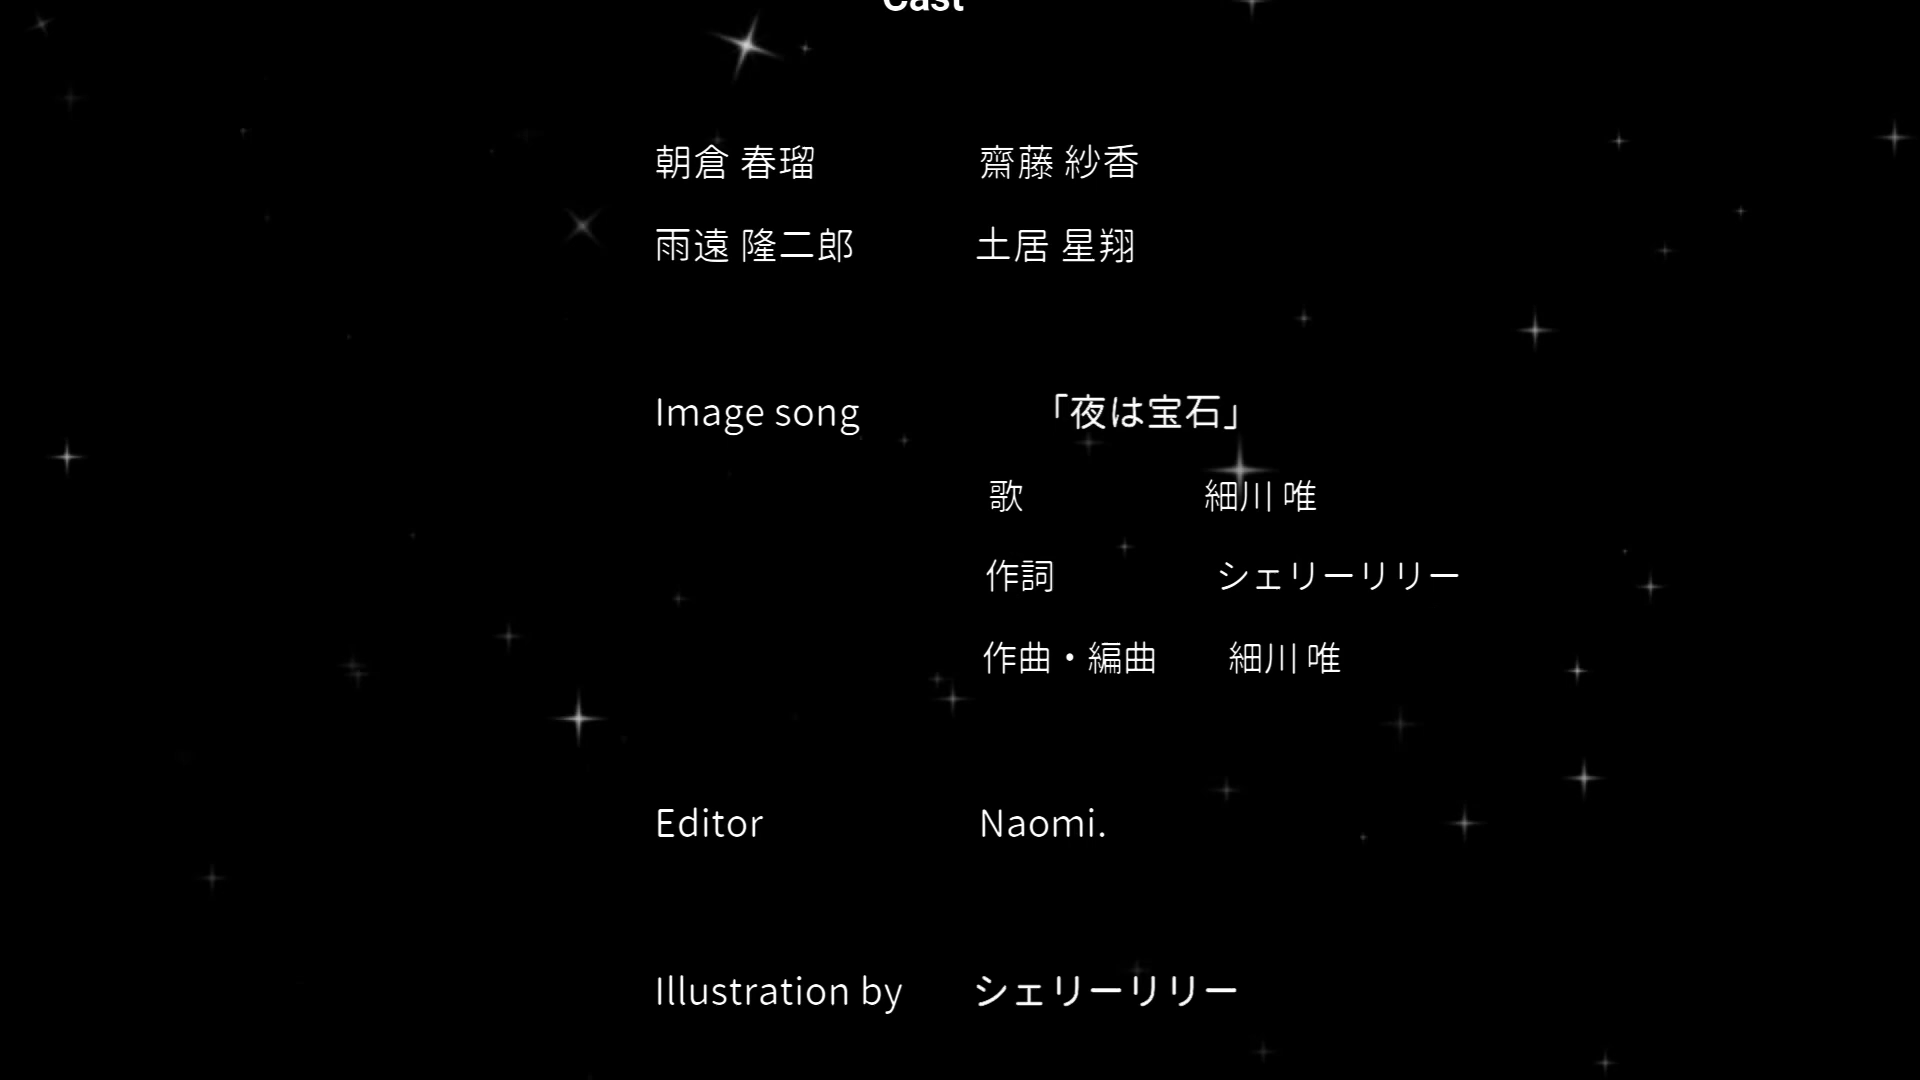 Cast
朝倉 春瑠 齋藤 紗香
雨遠 隆二郎 土居 星翔
Image song 「夜は宝石」
歌 細川 唯
作詞 シェリーリリー
作曲・編曲 細川 唯
Editor Naomi.
Illustration by シェリーリリー